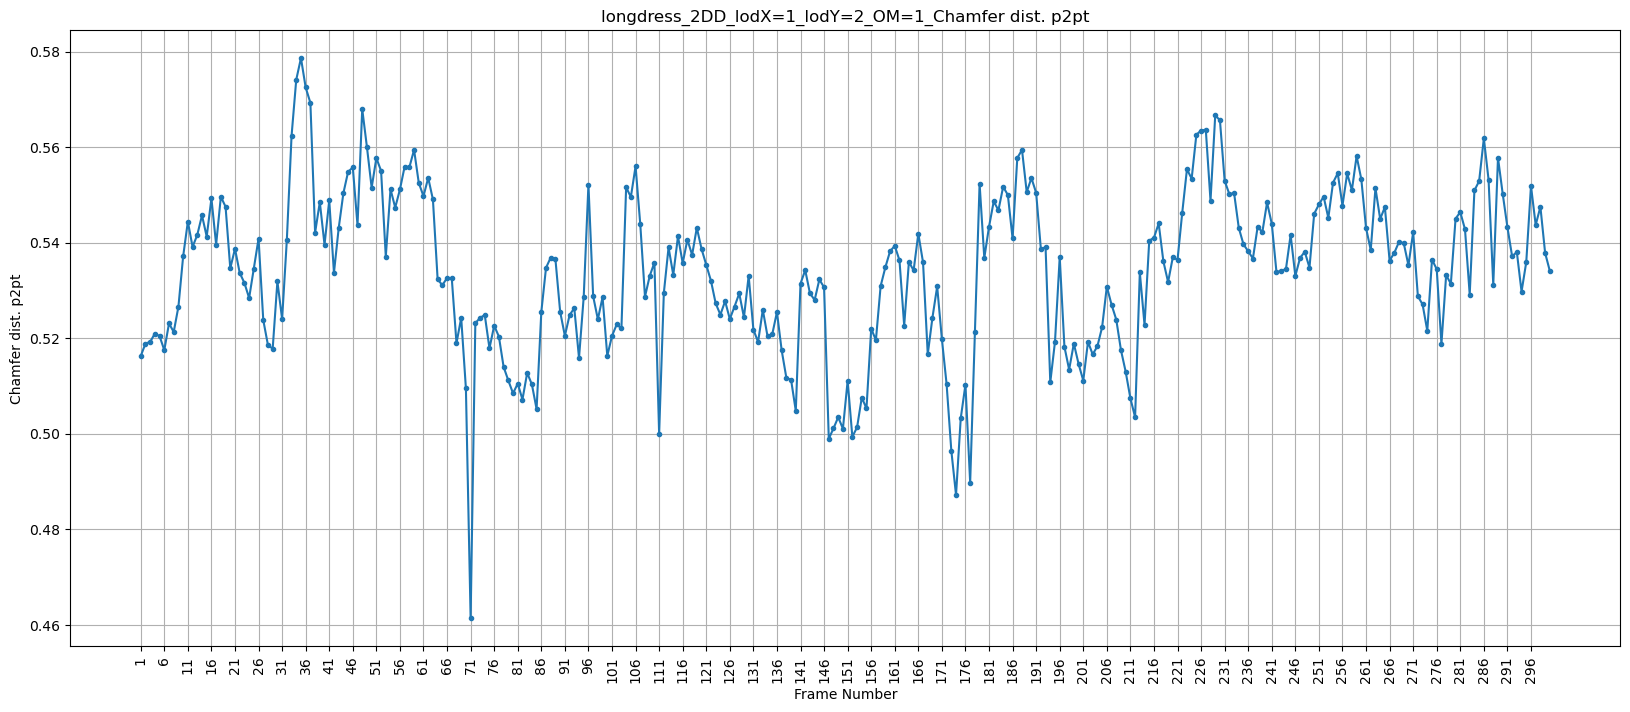 longdress_2DD_lodX=1_lodY=2_OM=1_Chamfer dist. p2pt
0.58
0.56
0.54
0.52
0.50
0.48
0.46
Chamfer dist. p2pt
1 6 11 16 21 26 31 36 41 46 51 56 61 66 71 76 81 86 91 96 101 106 111 116 121 126 131 136 141 146 151 156 161 166 171 176 181 186 191 196 201 206 211 216 221 226 231 236 241 246 251 256 261 266 271 276 281 286 291 296
Frame Number